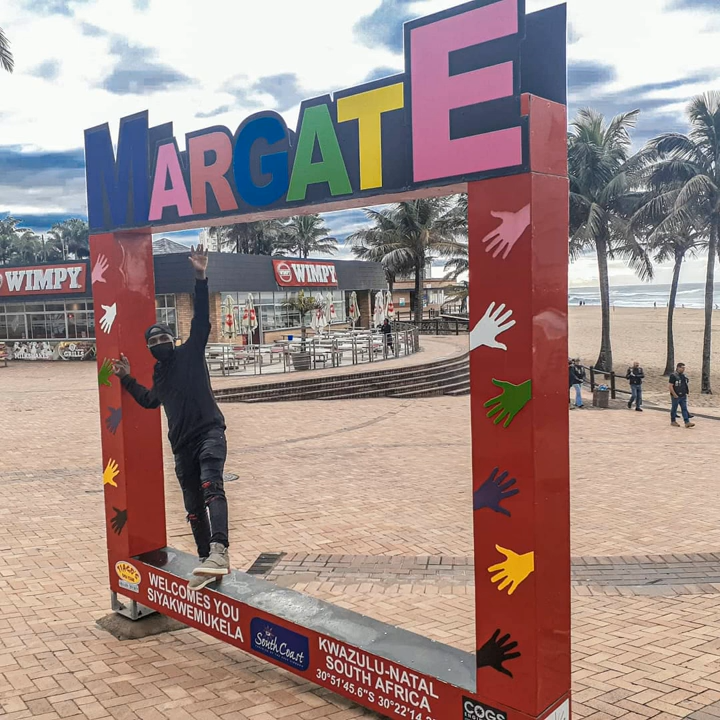 MARGATE
WIMPY
WIMPY
WELCOMES YOU
SIYAKWEMUKELA
South Coast
KWAZULU-NATAL
SOUTH AFRICA
30°51'45.6"S 30°22'14.
COGS